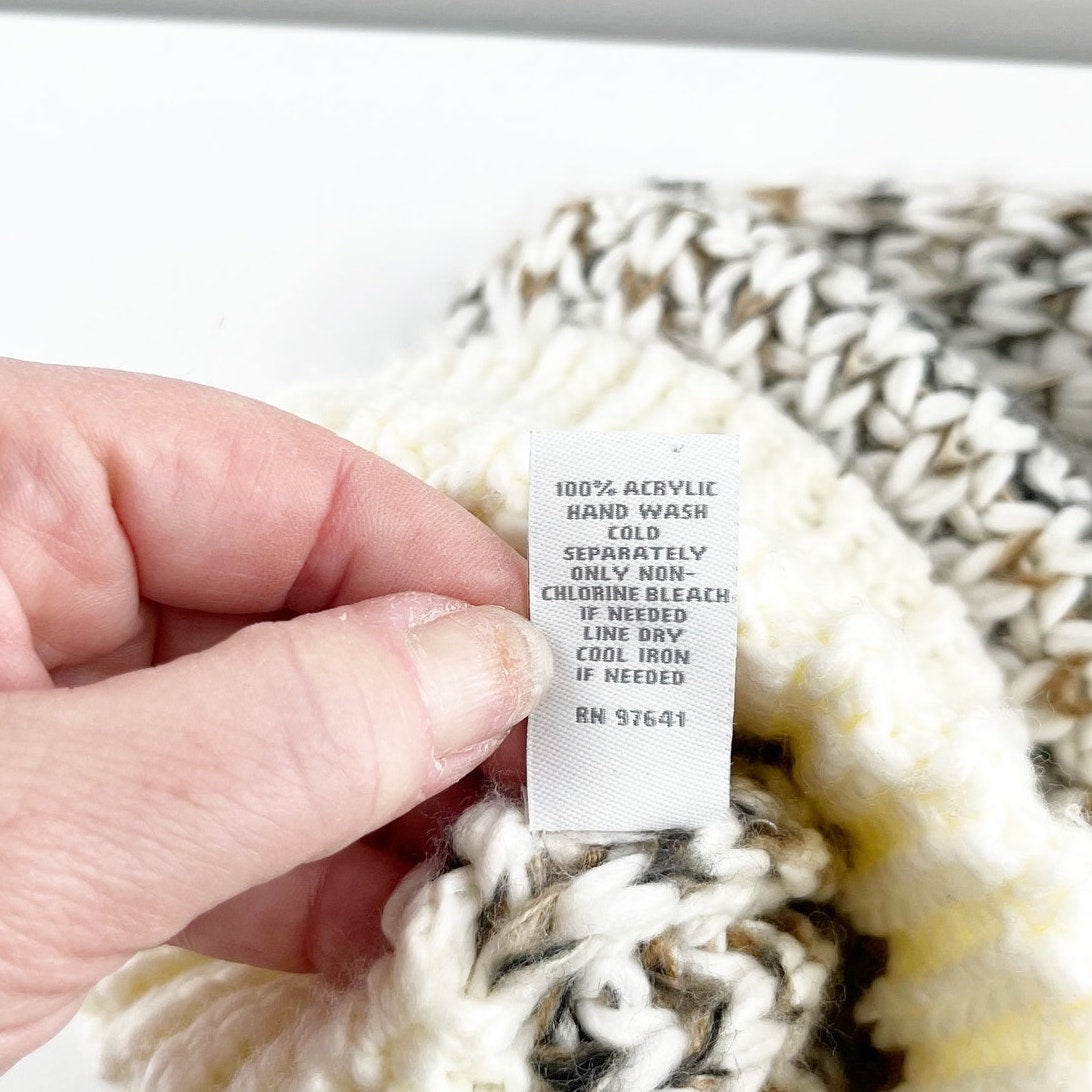 100% ACRYLIC
HAND WASH
COLD
SEPARATELY
ONLY NON-
CHLORINE BLEACH
IF NEEDED
LINE DRY
COOL IRON
IF NEEDED
RN 97641